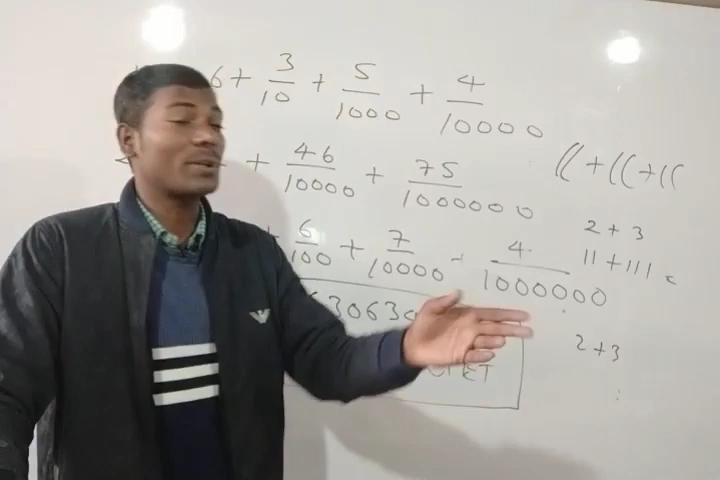 6 + 3/10 + 5/1000 + 4/10000
+ 46/10000 + 75/1000000
6/100 + 7/10000 + 4/1000000
(( + (( + ((
2 + 3
11 + 111
2 + 3